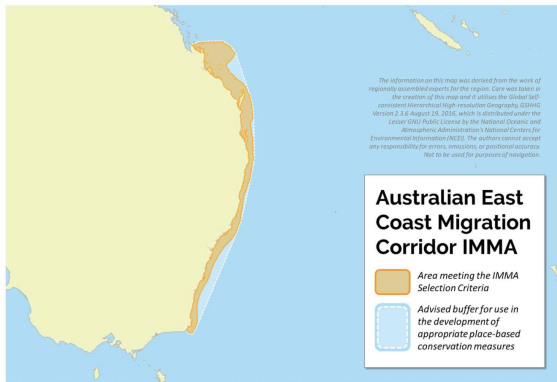 The information on this map was derived from the work of
regionally assembled experts for the region. Care was taken in
the creation of this map and it utilises the Global Self-
consistent Hierarchical High-resolution Geography, GSHHG
Version 2.3.6 August 19, 2016, which is distributed under the
Lesser GNU Public License by the National Oceanic and
Atmospheric Administration's National Centers for
Environmental Information (NCEI). The authors cannot accept
any responsibility for errors, omissions, or positional accuracy.
Not to be used for purposes of navigation.
Australian East
Coast Migration
Corridor IMMA
Area meeting the IMMA
Selection Criteria
Advised buffer for use in
the development of
appropriate place-based
conservation measures